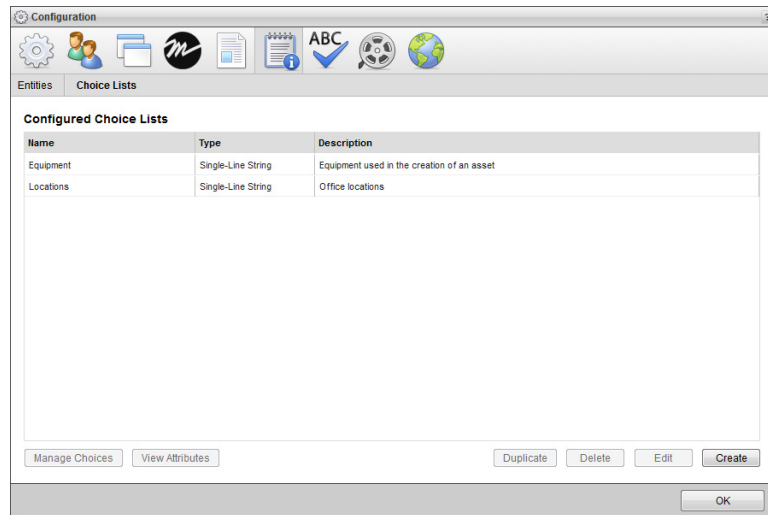 Configuration
ABC
Entities Choice Lists
Configured Choice Lists
Name Type Description
Equipment Single-Line String Equipment used in the creation of an asset
Locations Single-Line String Office locations
Manage Choices View Attributes Duplicate Delete Edit Create
OK